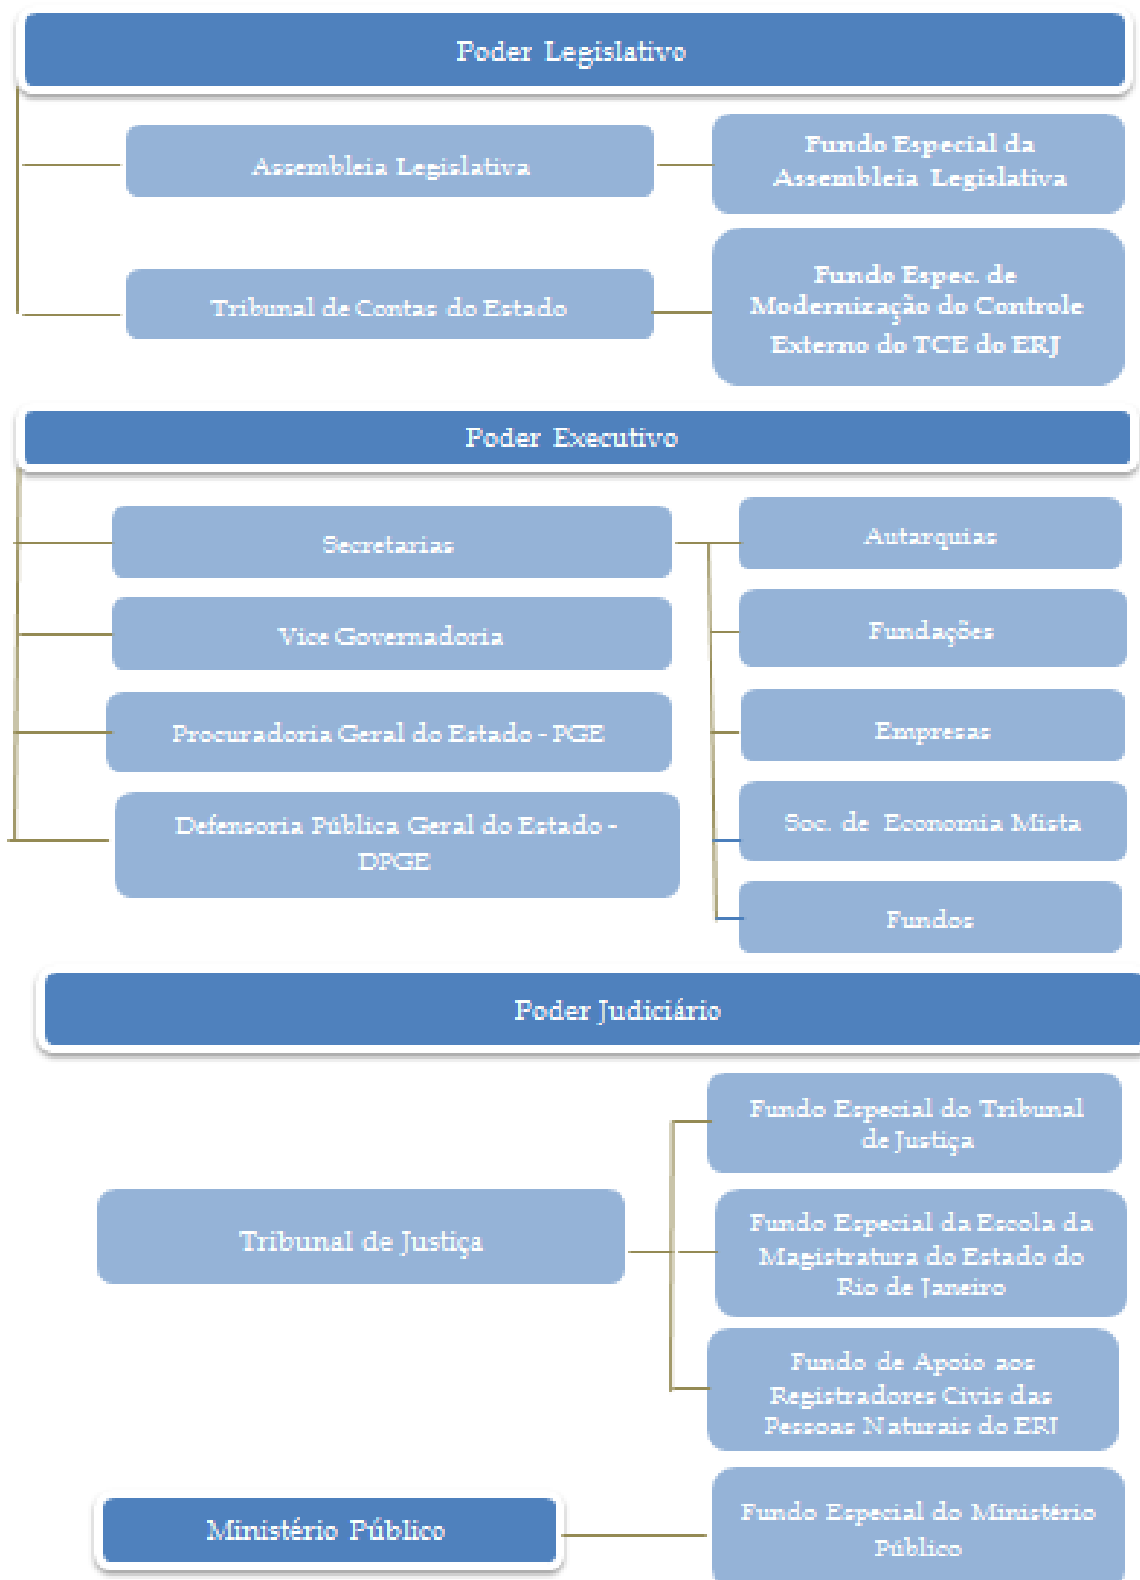 Poder Legislativo
Assembleia Legislativa
Fundo Especial da
Assembleia Legislativa
Tribunal de Contas do Estado
Fundo Espec. de
Modernização do Controle
Externo do TCE do ERJ
Poder Executivo
Secretarias
Autarquias
Vice Governadoria
Fundações
Procuradoria Geral do Estado - PGE
Empresas
Defensoria Pública Geral do Estado -
DPGE
Soc. de Economia Mista
Fundos
Poder Judiciário
Fundo Especial do Tribunal
de Justiça
Tribunal de Justiça
Fundo Especial da Escola da
Magistratura do Estado do
Rio de Janeiro
Fundo de Apoio aos
Registradores Civis das
Pessoas Naturais do ERJ
Ministério Público
Fundo Especial do Ministério
Público